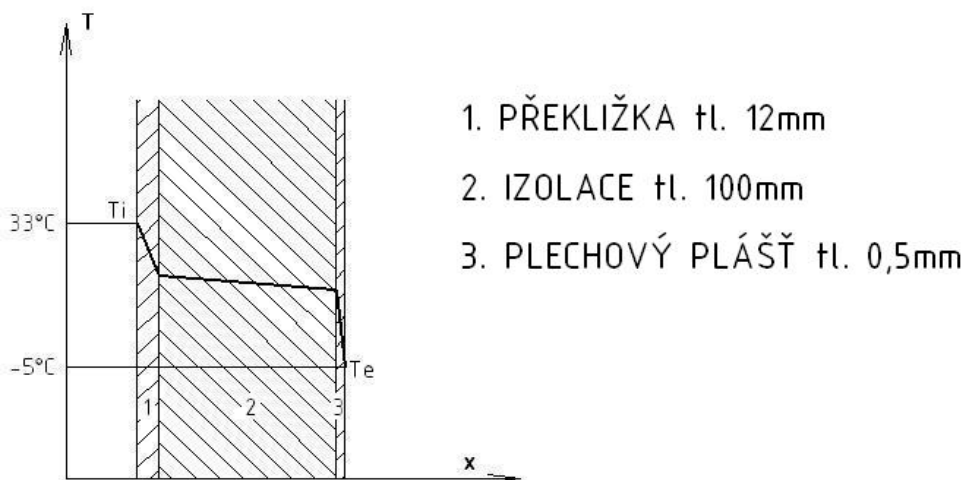 T
1. PŘEKLIŽKA tl. 12mm
2. IZOLACE tl. 100mm
Ti
33°C
3. PLECHOVÝ PLÁŠŤ tl. 0,5mm
-5°C
Te
1 2 3
x